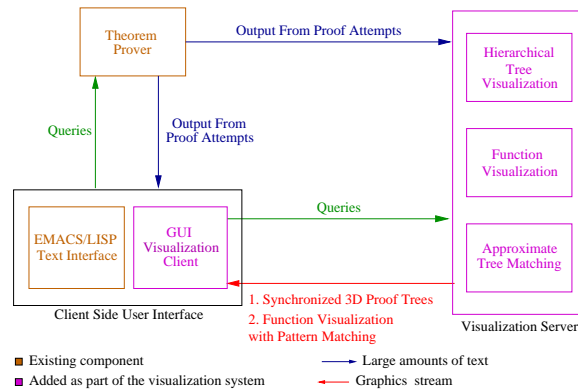 Theorem
Prover
Output From Proof Attempts
Hierarchical
Tree
Visualization
Queries
Output From
Proof Attempts
Function
Visualization
EMACS/LISP
Text Interface
GUI
Visualization
Client
Queries
Approximate
Tree Matching
1. Synchronized 3D Proof Trees
2. Function Visualization
with Pattern Matching
Client Side User Interface
Visualization Server
Existing component
Large amounts of text
Added as part of the visualization system
Graphics stream